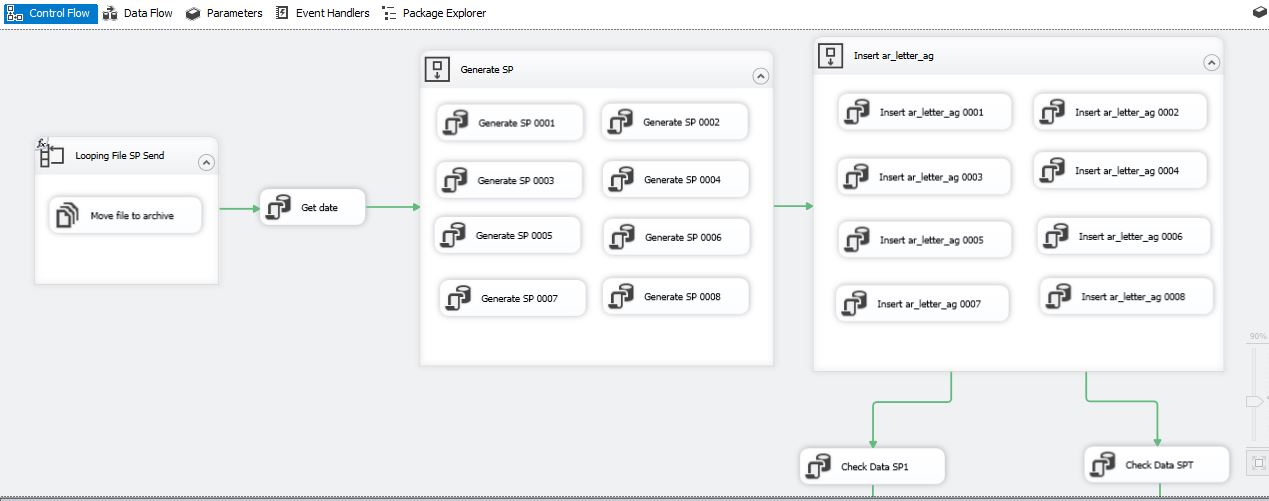 Control Flow
Data Flow
Parameters
Event Handlers
Package Explorer
fx
Looping File SP Send
Move file to archive
Get date
Generate SP
Generate SP 0001
Generate SP 0002
Generate SP 0003
Generate SP 0004
Generate SP 0005
Generate SP 0006
Generate SP 0007
Generate SP 0008
Insert ar_letter_ag
Insert ar_letter_ag 0001
Insert ar_letter_ag 0002
Insert ar_letter_ag 0003
Insert ar_letter_ag 0004
Insert ar_letter_ag 0005
Insert ar_letter_ag 0006
Insert ar_letter_ag 0007
Insert ar_letter_ag 0008
Check Data SP1
Check Data SPT
90%